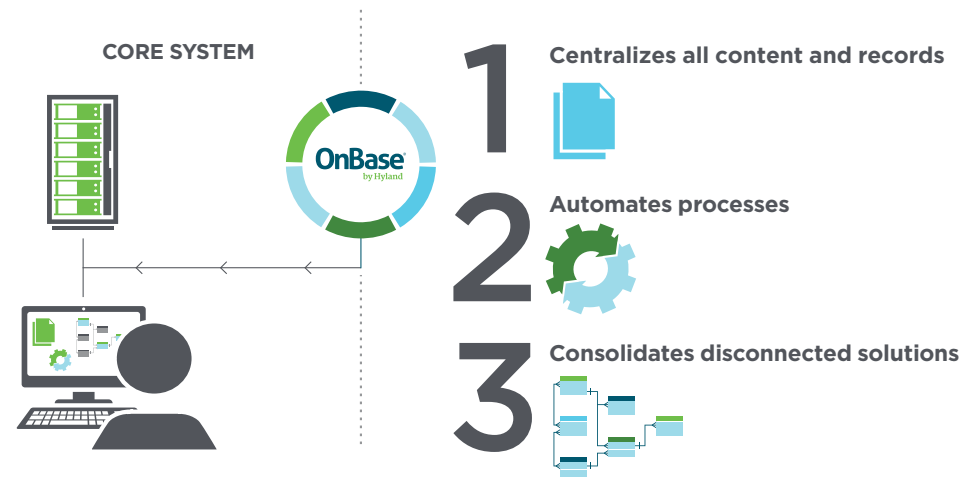 CORE SYSTEM
OnBase®
by Hyland
1
Centralizes all content and records
2
Automates processes
3
Consolidates disconnected solutions